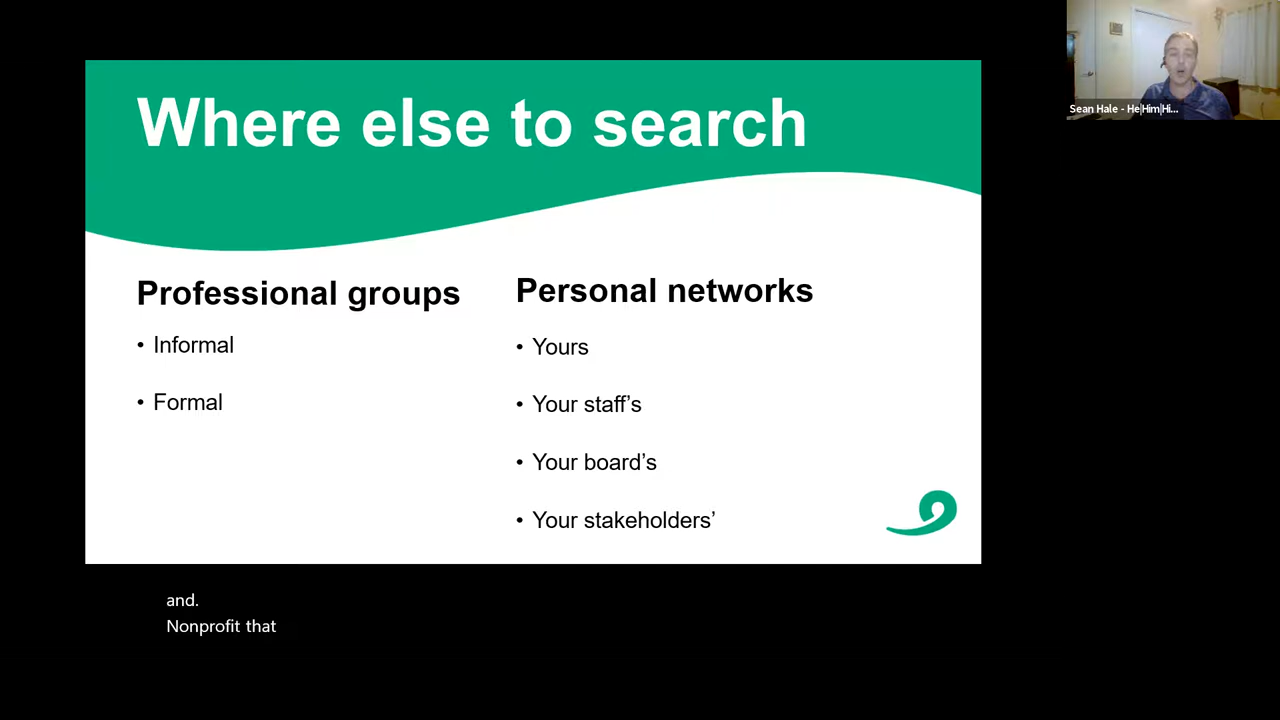 Where else to search
Professional groups
• Informal
• Formal
Personal networks
• Yours
• Your staff’s
• Your board’s
• Your stakeholders’
Sean Hale - He|Him|Hi...
and.
Nonprofit that